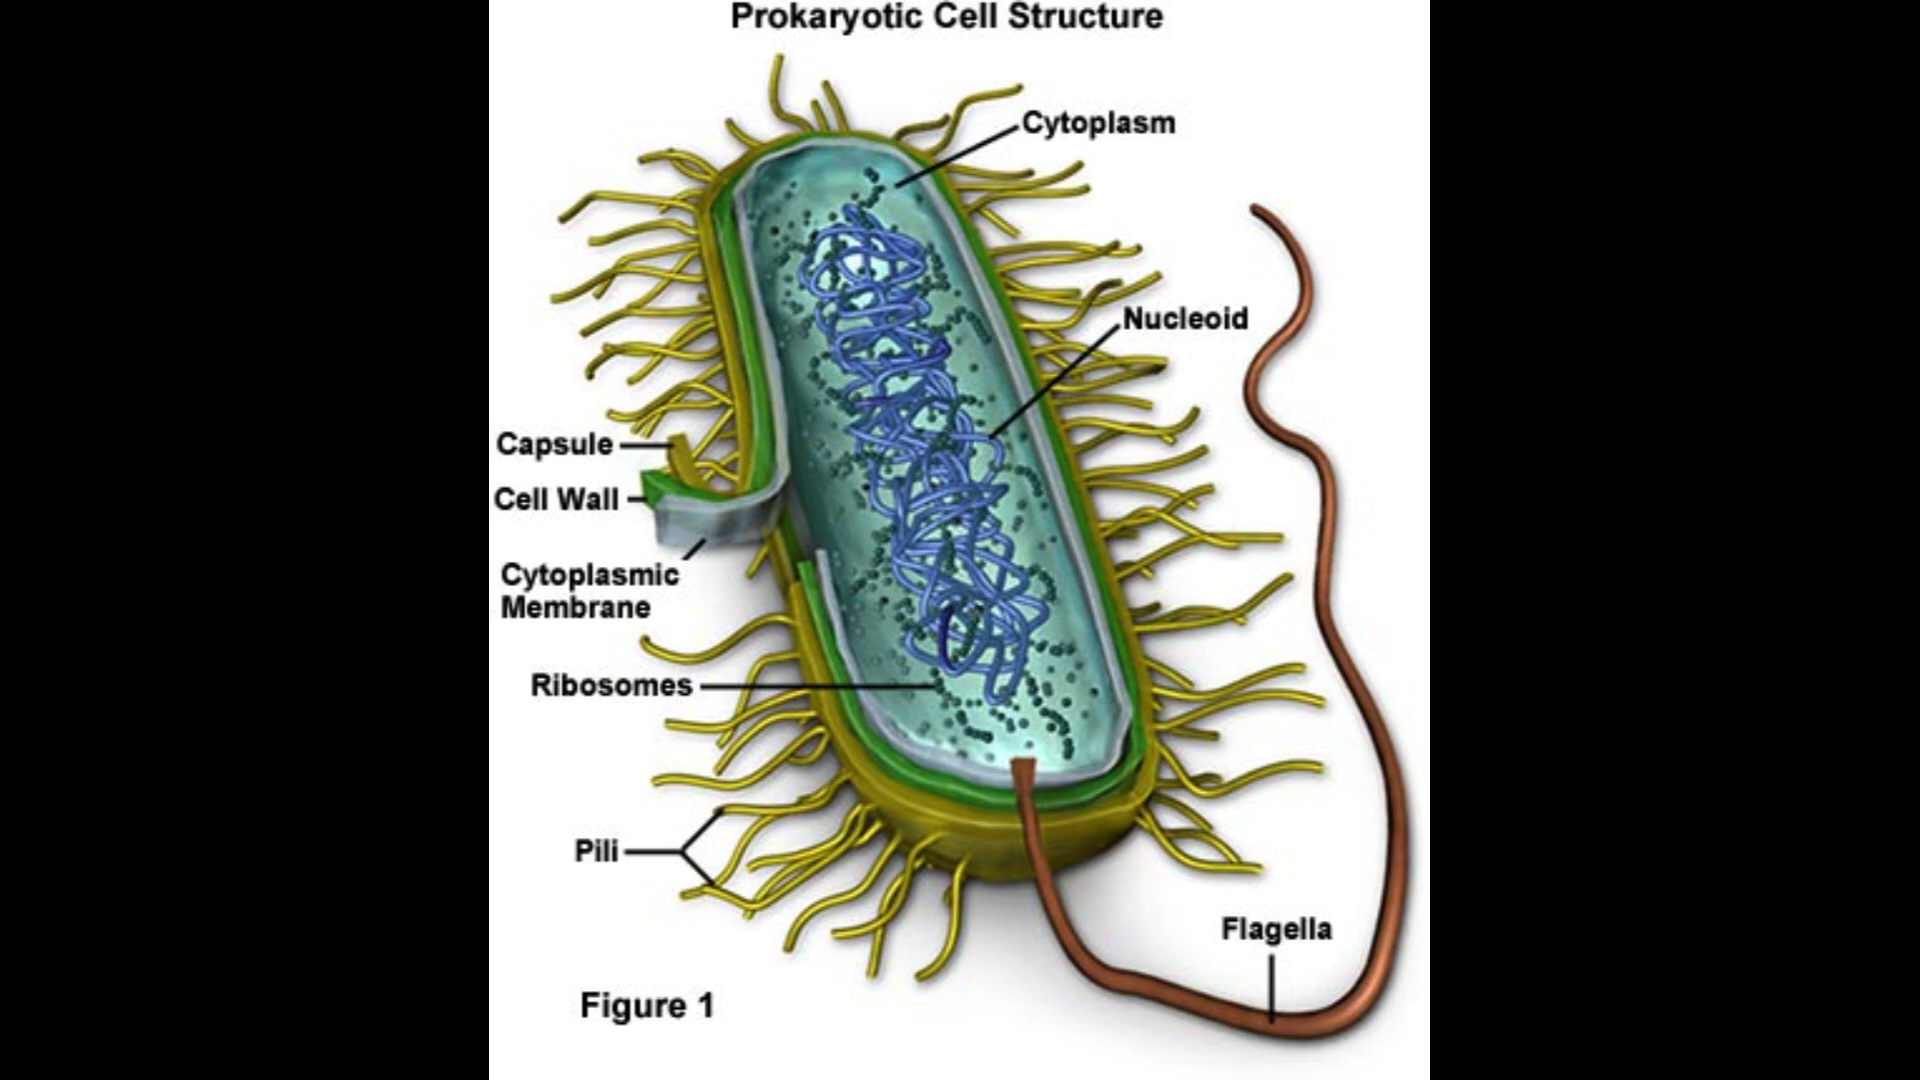 Prokaryotic Cell Structure
Cytoplasm
Nucleoid
Capsule
Cell Wall
Cytoplasmic
Membrane
Ribosomes
Pili
Flagella
Figure 1